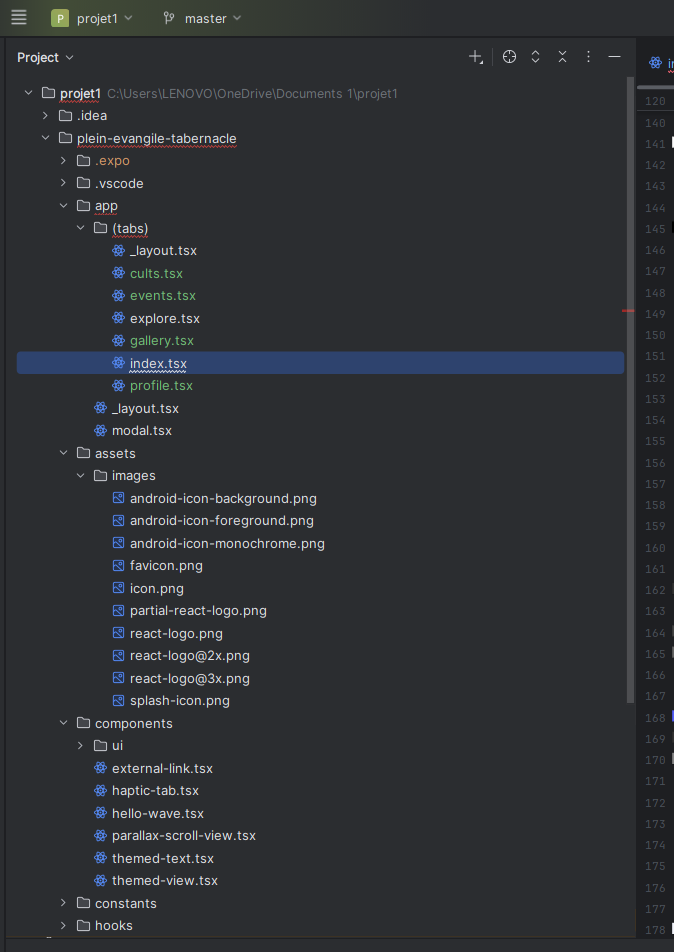 P projet1 master
Project
projet1 C:\Users\LENOVO\OneDrive\Documents 1\projet1
.idea
plein-evangile-tabernacle
.expo
.vscode
app
(tabs)
_layout.tsx
cults.tsx
events.tsx
explore.tsx
gallery.tsx
index.tsx
profile.tsx
_layout.tsx
modal.tsx
assets
images
android-icon-background.png
android-icon-foreground.png
android-icon-monochrome.png
favicon.png
icon.png
partial-react-logo.png
react-logo.png
react-logo@2x.png
react-logo@3x.png
splash-icon.png
components
ui
external-link.tsx
haptic-tab.tsx
hello-wave.tsx
parallax-scroll-view.tsx
themed-text.tsx
themed-view.tsx
constants
hooks
120
140
141
142
143
144
145
146
147
148
149
150
151
152
153
154
155
156
157
158
159
160
161
162
163
164
165
166
167
168
169
170
171
172
173
174
175
176
177
178